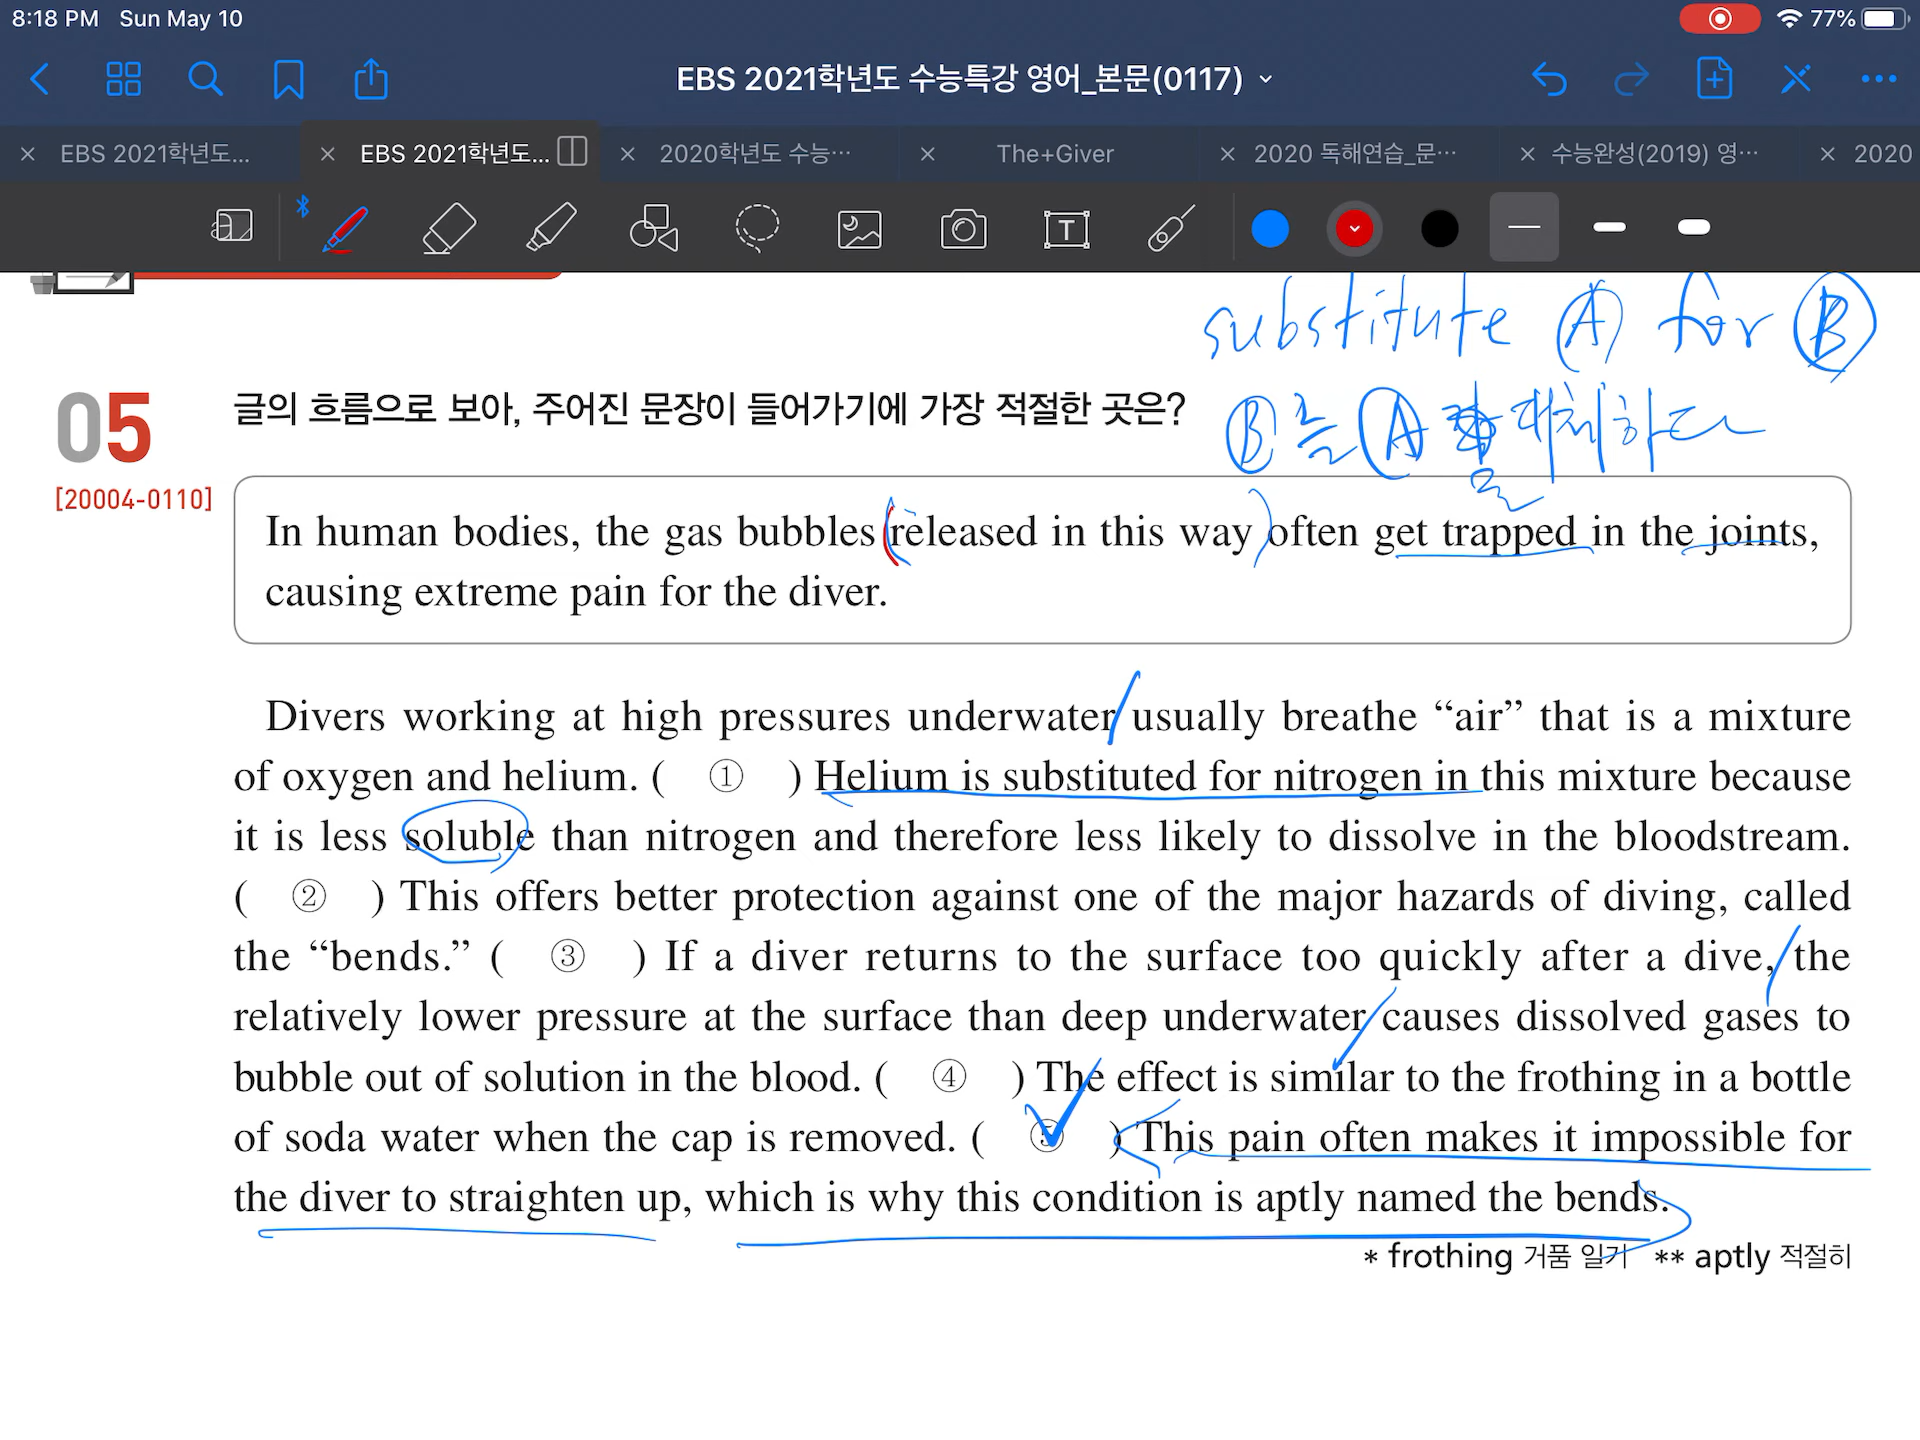 8:18 PM Sun May 10
77%
EBS 2021학년도 수능특강 영어_본문(0117)
EBS 2021학년도...
EBS 2021학년도...
2020학년도 수능···
The+Giver
2020 독해연습_문···
수능완성(2019) 영···
2020
substitute Ⓐ for Ⓑ
05 글의 흐름으로 보아, 주어진 문장이 들어가기에 가장 적절한 곳은?
Ⓑ를 Ⓐ를 대체하다
[20004-0110]
In human bodies, the gas bubbles (released in this way) often get trapped in the joints,
causing extreme pain for the diver.
Divers working at high pressures underwater / usually breathe “air” that is a mixture
of oxygen and helium. ( ① ) Helium is substituted for nitrogen in this mixture because
it is less soluble than nitrogen and therefore less likely to dissolve in the bloodstream.
( ② ) This offers better protection against one of the major hazards of diving, called
the “bends.” ( ③ ) If a diver returns to the surface too quickly after a dive, / the
relatively lower pressure at the surface than deep underwater / causes dissolved gases to
bubble out of solution in the blood. ( ④ ) The effect is similar to the frothing in a bottle
of soda water when the cap is removed. ( ⑤ ) This pain often makes it impossible for
the diver to straighten up, which is why this condition is aptly named the bends.
* frothing 거품 일기 ** aptly 적절히